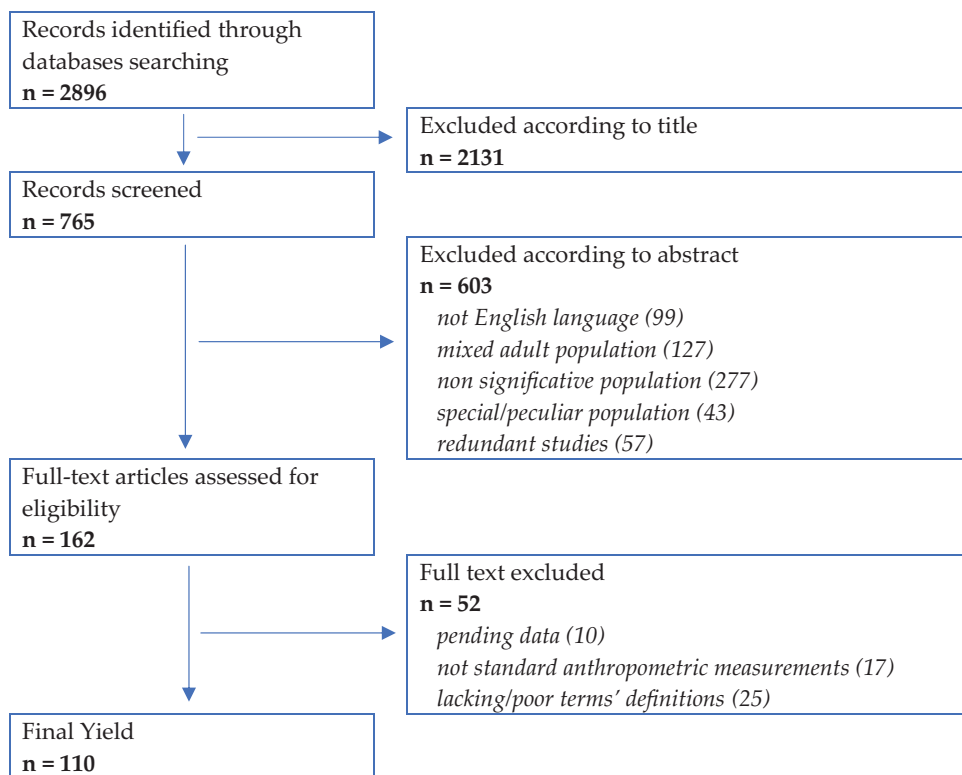 Records identified through
databases searching
n = 2896
Excluded according to title
n = 2131
Records screened
n = 765
Excluded according to abstract
n = 603
not English language (99)
mixed adult population (127)
non significative population (277)
special/peculiar population (43)
redundant studies (57)
Full-text articles assessed for
eligibility
n = 162
Full text excluded
n = 52
pending data (10)
not standard anthropometric measurements (17)
lacking/poor terms’ definitions (25)
Final Yield
n = 110